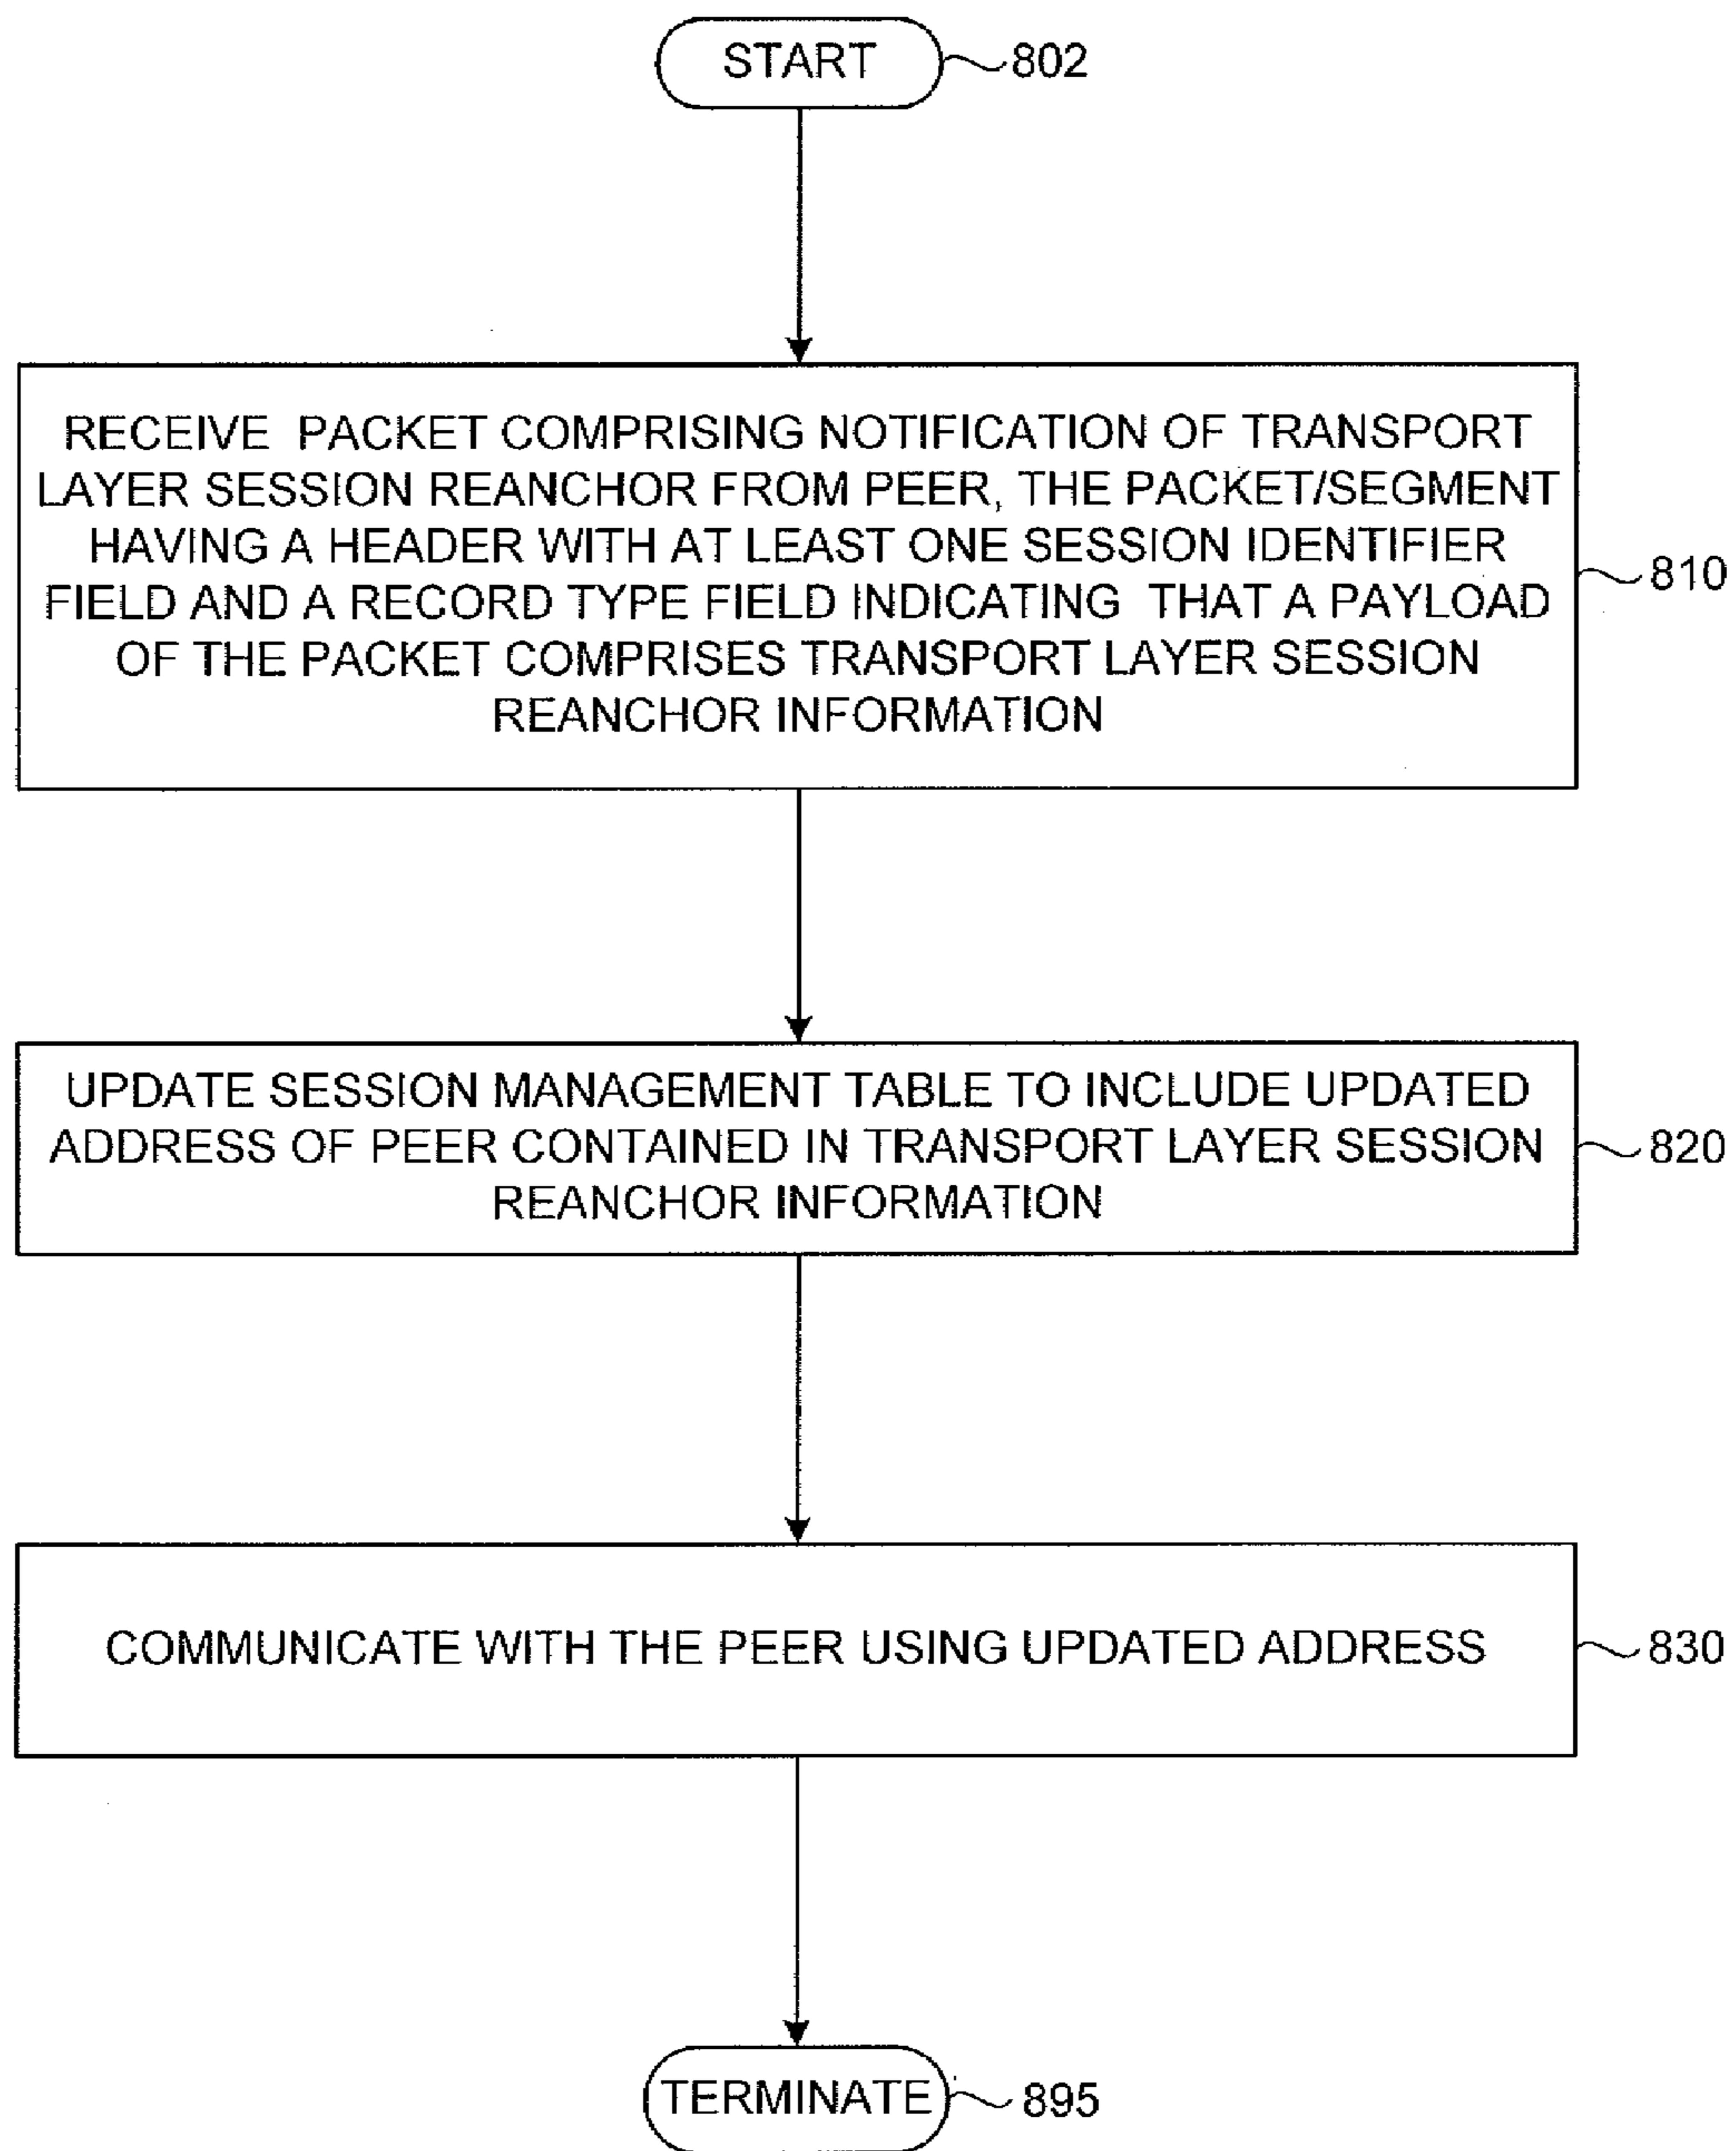 START
802
RECEIVE PACKET COMPRISING NOTIFICATION OF TRANSPORT
LAYER SESSION REANCHOR FROM PEER, THE PACKET/SEGMENT
HAVING A HEADER WITH AT LEAST ONE SESSION IDENTIFIER
FIELD AND A RECORD TYPE FIELD INDICATING THAT A PAYLOAD
OF THE PACKET COMPRISES TRANSPORT LAYER SESSION
REANCHOR INFORMATION
810
UPDATE SESSION MANAGEMENT TABLE TO INCLUDE UPDATED
ADDRESS OF PEER CONTAINED IN TRANSPORT LAYER SESSION
REANCHOR INFORMATION
820
COMMUNICATE WITH THE PEER USING UPDATED ADDRESS
830
TERMINATE
895